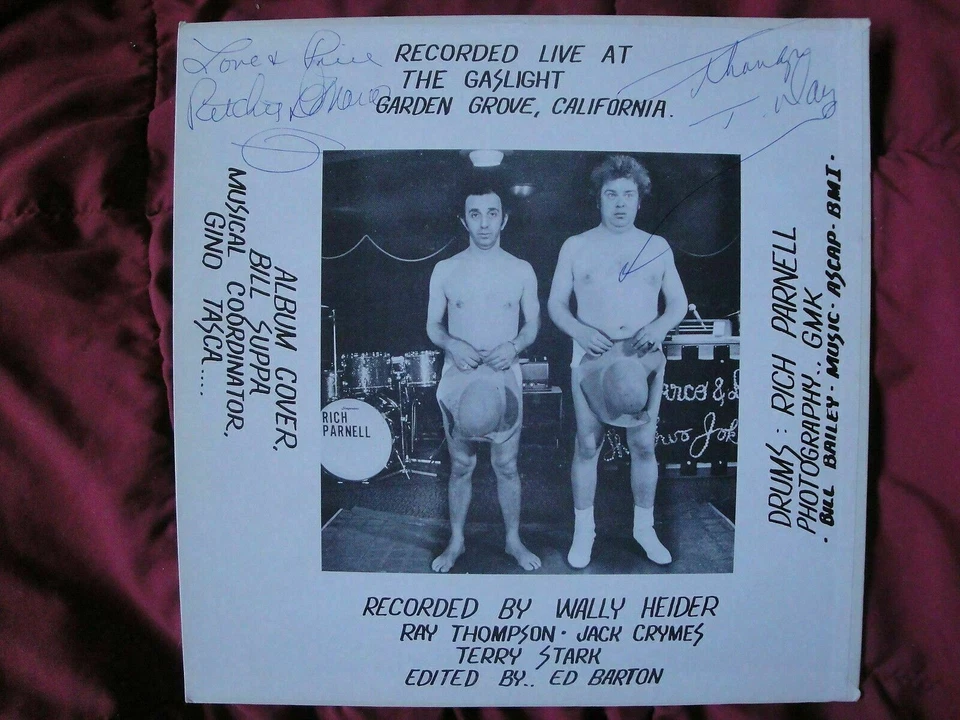 Love &
RECORDED LIVE AT
THE GASLIGHT
GARDEN GROVE, CALIFORNIA.
ALBUM COVER,
BILL SUPPA
MUSICAL COORDINATOR,
GINO TASCA....
RICH
PARNELL
arco &
Jok
DRUMS : RICH PARNELL
PHOTOGRAPHY.. GMK
• BILL BAILEY • MUSIC • ASCAP • BMI •
RECORDED BY WALLY HEIDER
RAY THOMPSON • JACK CRYMES
TERRY STARK
EDITED BY.. ED BARTON